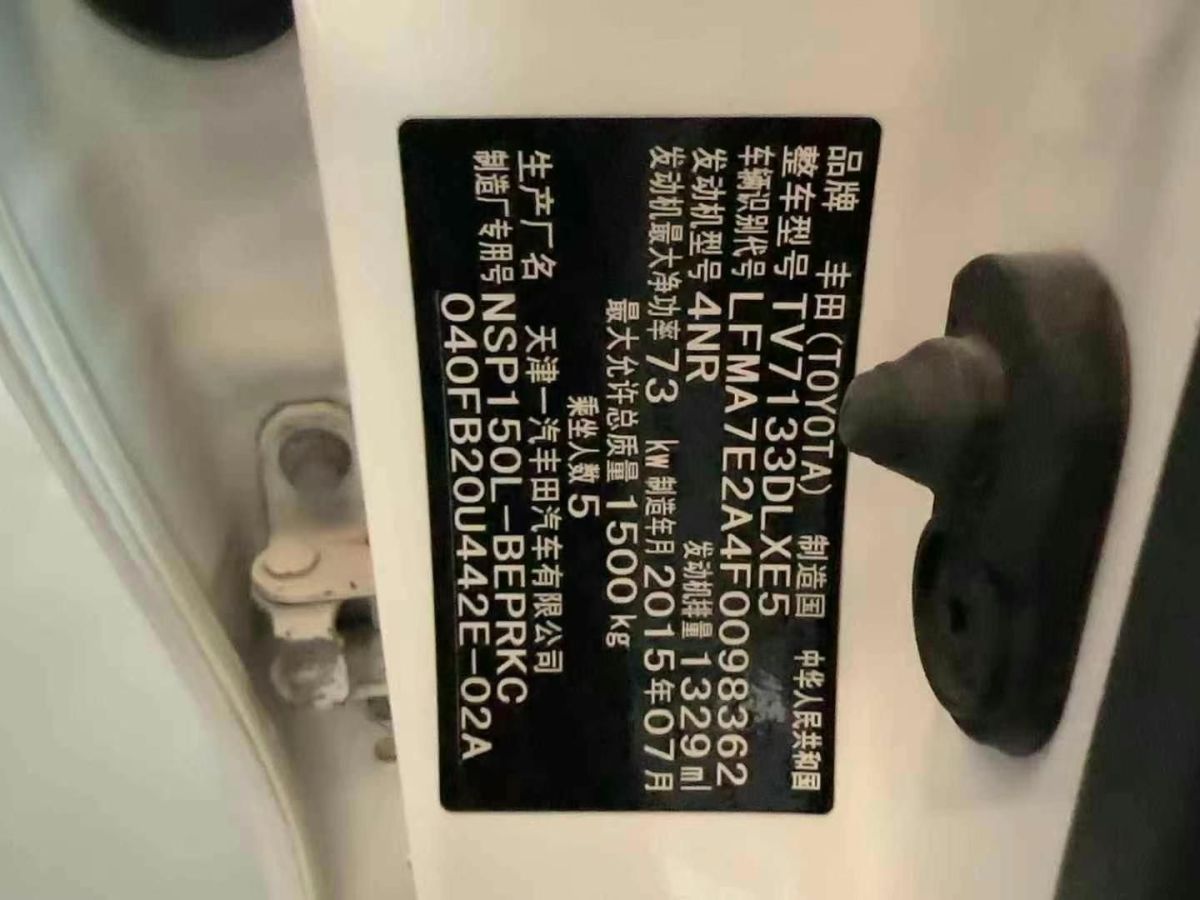 品牌 丰田(TOYOTA) 制造国 中华人民共和国
整车型号 TV7133DLXE5
车辆识别代号 LFMA7E2A4F0098362
发动机型号 4NR 发动机排量 1329ml
发动机最大净功率 73 kW 制造年月 2015年07月
最大允许总质量 1500kg
乘坐人数 5
生产厂名 天津一汽丰田汽车有限公司
制造厂专用号 NSP150L-BEPRKC
040FB20U442E-02A